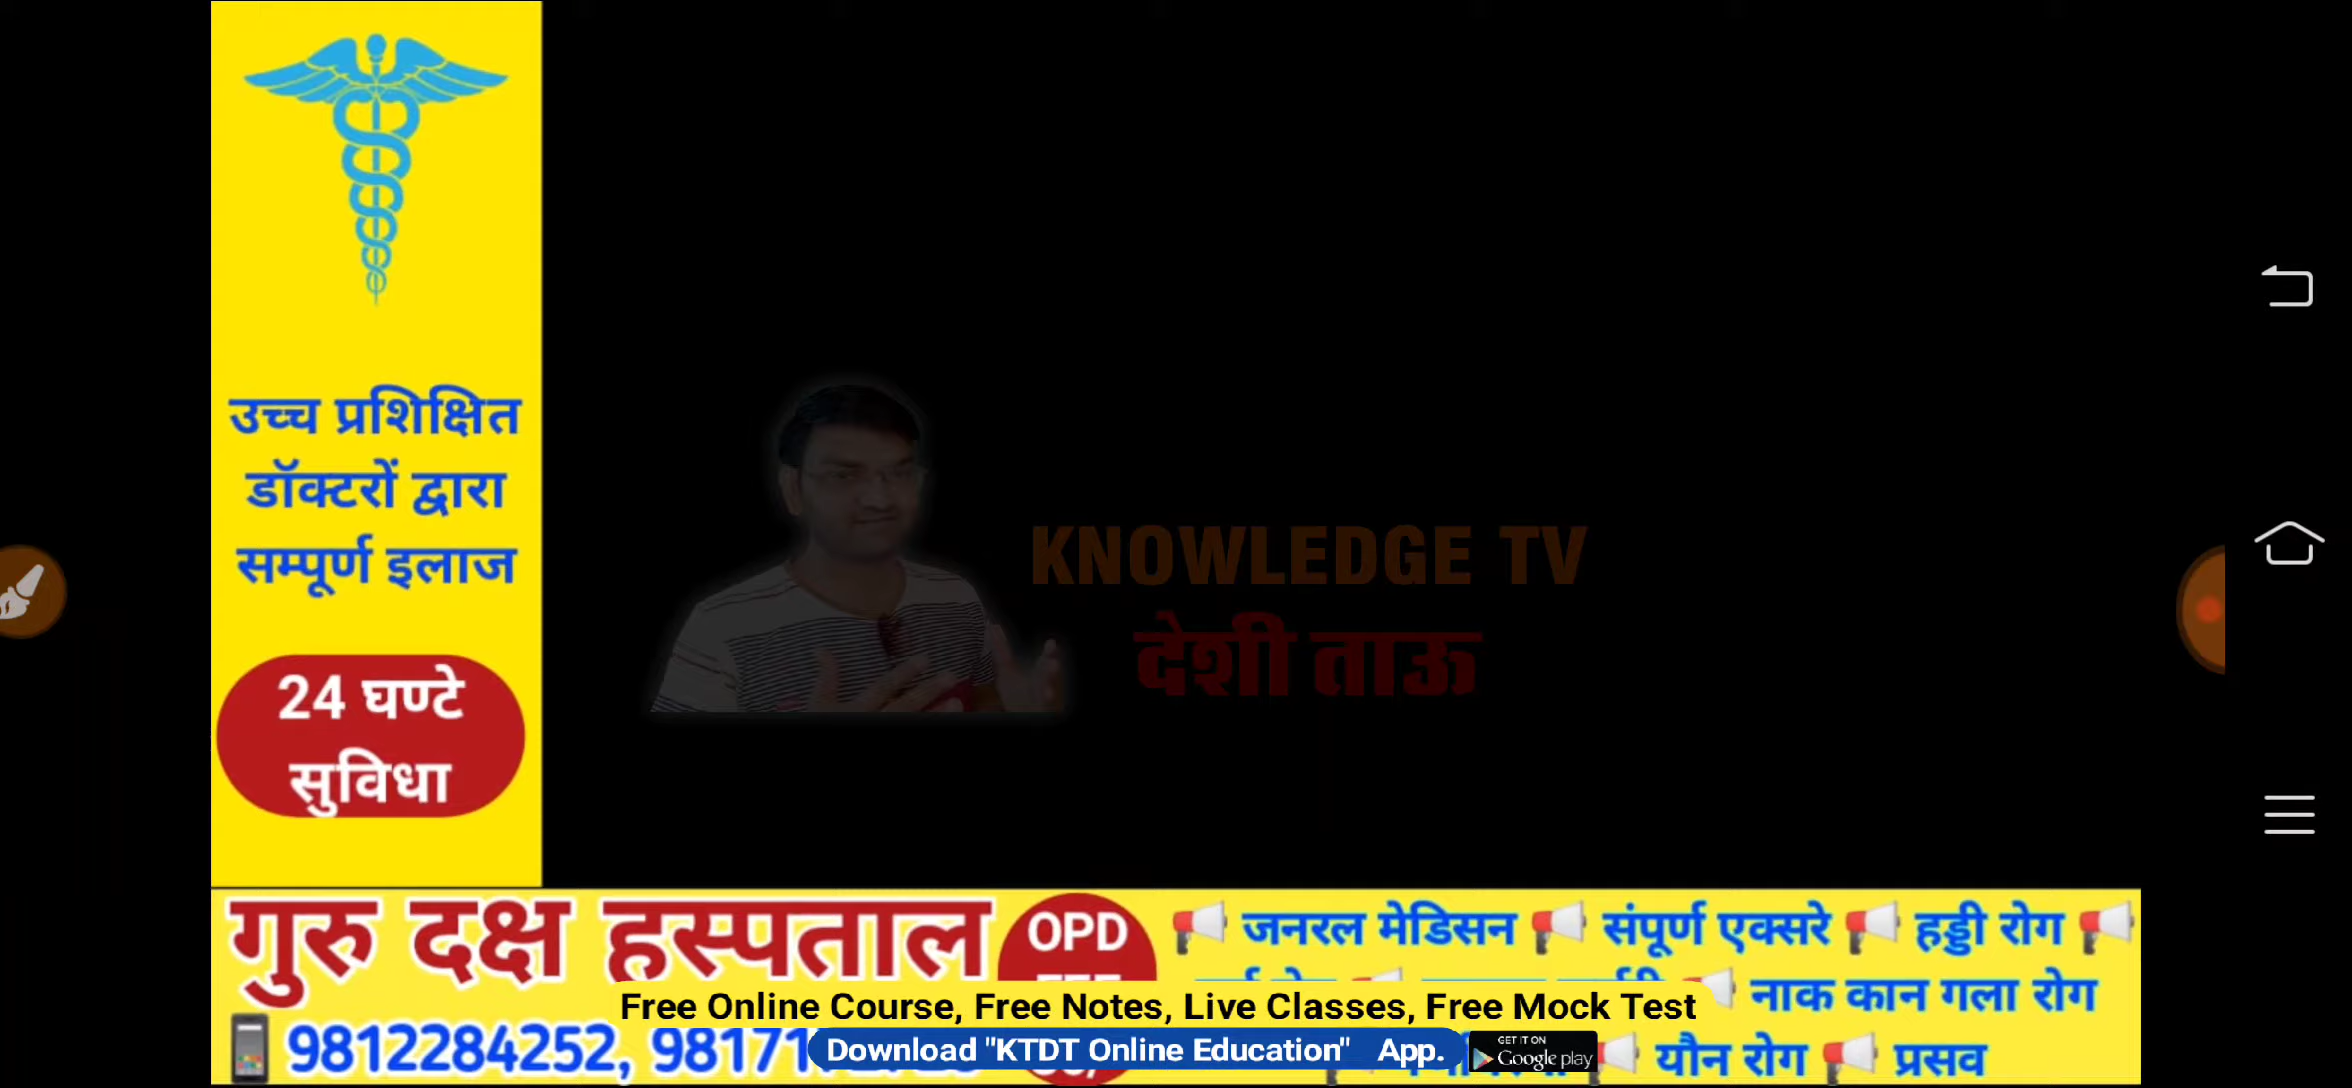 उच्च प्रशिक्षित
डॉक्टरों द्वारा
सम्पूर्ण इलाज
24 घण्टे
सुविधा
KNOWLEDGE TV
देशी ताऊ
गुरु दक्ष हस्पताल
OPD
जनरल मेडिसन संपूर्ण एक्सरे हड्डी रोग
नाक कान गला रोग
Free Online Course, Free Notes, Live Classes, Free Mock Test
9812284252,
Download "KTDT Online Education" App.
GET IT ON
Google play
यौन रोग प्रसव